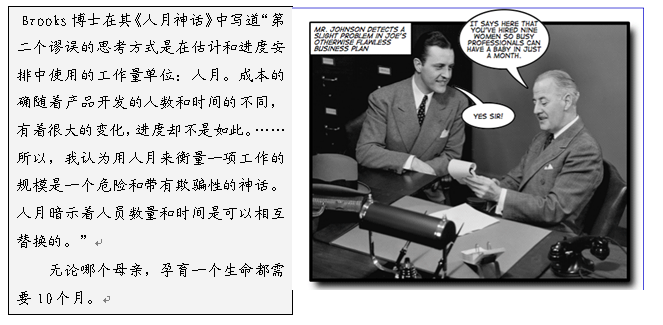 Brooks 博士在其《人月神话》中写道“第
二个谬误的思考方式是在估计和进度安
排中使用的工作量单位：人月。成本的
确随着产品开发的人数和时间的不同，
有着很大的变化，进度却不是如此。……
所以，我认为用人月来衡量一项工作的
规模是一个危险和带有欺骗性的神话。
人月暗示着人员数量和时间是可以相互
替换的。”
无论哪个母亲，孕育一个生命都需
要 10 个月。
MR. JOHNSON DETECTS A
SLIGHT PROBLEM IN JOE'S
OTHERWISE FLAWLESS
BUSINESS PLAN
IT SAYS HERE THAT
YOU'VE HIRED NINE
WOMEN SO BUSY
PROFESSIONALS CAN
HAVE A BABY IN JUST
A MONTH.
YES SIR!